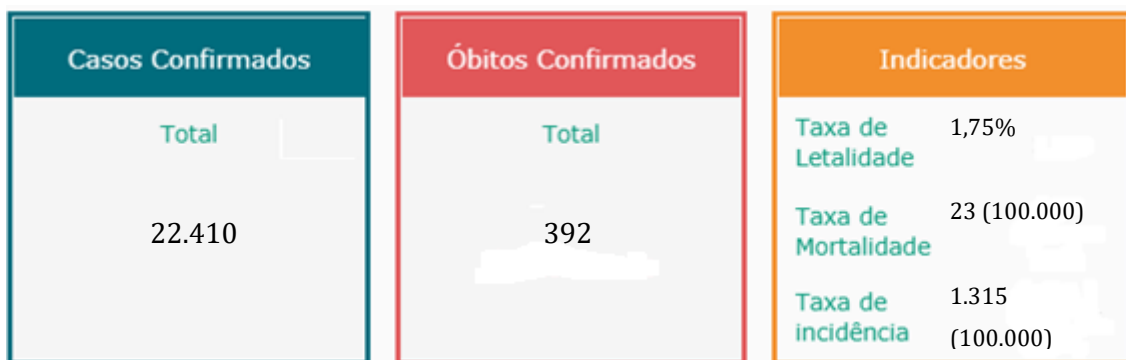 Casos Confirmados
Total
22.410
Óbitos Confirmados
Total
392
Indicadores
Taxa de
Letalidade
1,75%
Taxa de
Mortalidade
23 (100.000)
Taxa de
incidência
1.315
(100.000)